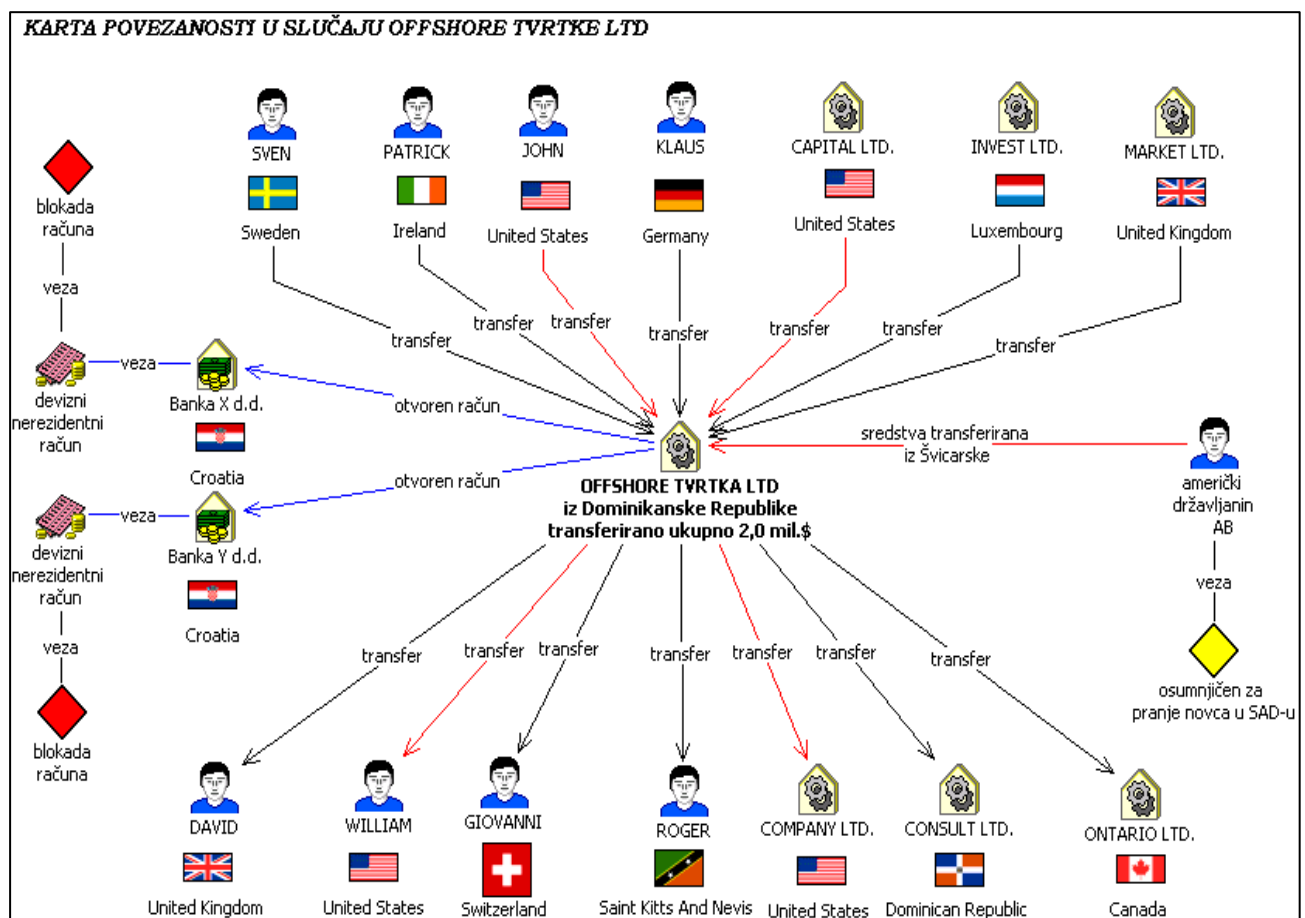 KARTA POVEZANOSTI U SLUČAJU OFFSHORE TVRTKE LTD
SVEN
PATRICK
JOHN
KLAUS
CAPITAL LTD.
INVEST LTD.
MARKET LTD.
Sweden
Ireland
United States
Germany
United States
Luxembourg
United Kingdom
blokada
računa
veza
transfer
transfer
transfer
transfer
transfer
transfer
transfer
devizni
nerezidentni
račun
veza
Banka X d.d.
Croatia
otvoren račun
sredstva transferirana
iz Švicarske
američki
državljanin
AB
OFFSHORE TVRTKA LTD
iz Dominikanske Republike
transferirano ukupno 2,0 mil.$
otvoren račun
devizni
nerezidentni
račun
veza
Banka Y d.d.
Croatia
veza
blokada
računa
veza
osumnjičen za
pranje novca u SAD-u
transfer
transfer
transfer
transfer
transfer
transfer
transfer
DAVID
WILLIAM
GIOVANNI
ROGER
COMPANY LTD.
CONSULT LTD.
ONTARIO LTD.
United Kingdom
United States
Switzerland
Saint Kitts And Nevis
United States
Dominican Republic
Canada